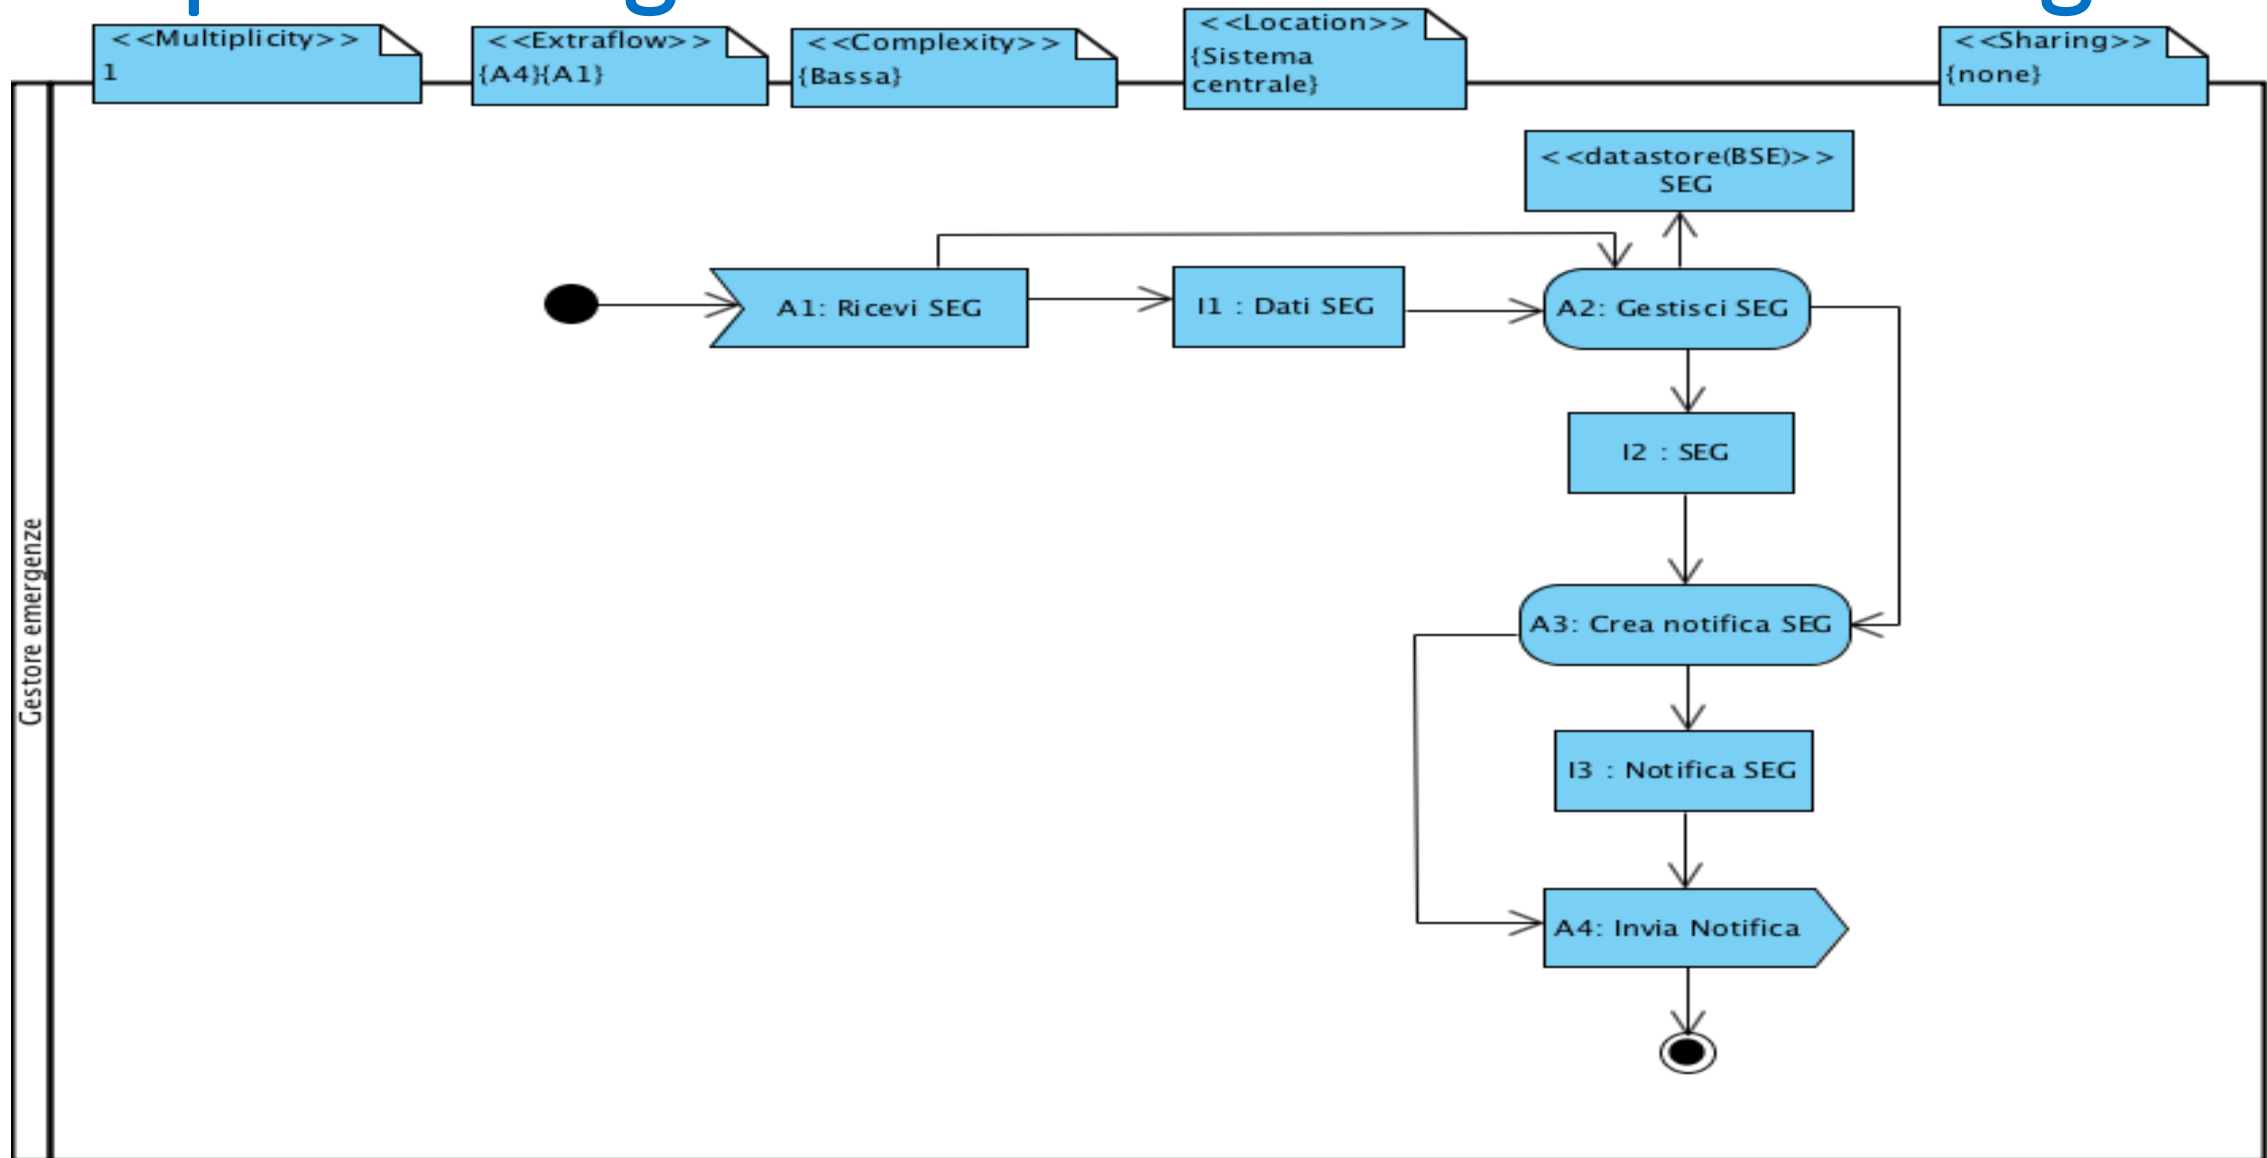 <<Multiplicity>>
1
<<Extraflow>>
{A4}{A1}
<<Complexity>>
{Bassa}
<<Location>>
{Sistema
centrale}
<<Sharing>>
{none}
<<datastore(BSE)>>
SEG
A1: Ricevi SEG
I1 : Dati SEG
A2: Gestisci SEG
I2 : SEG
Gestore emergenze
A3: Crea notifica SEG
I3 : Notifica SEG
A4: Invia Notifica